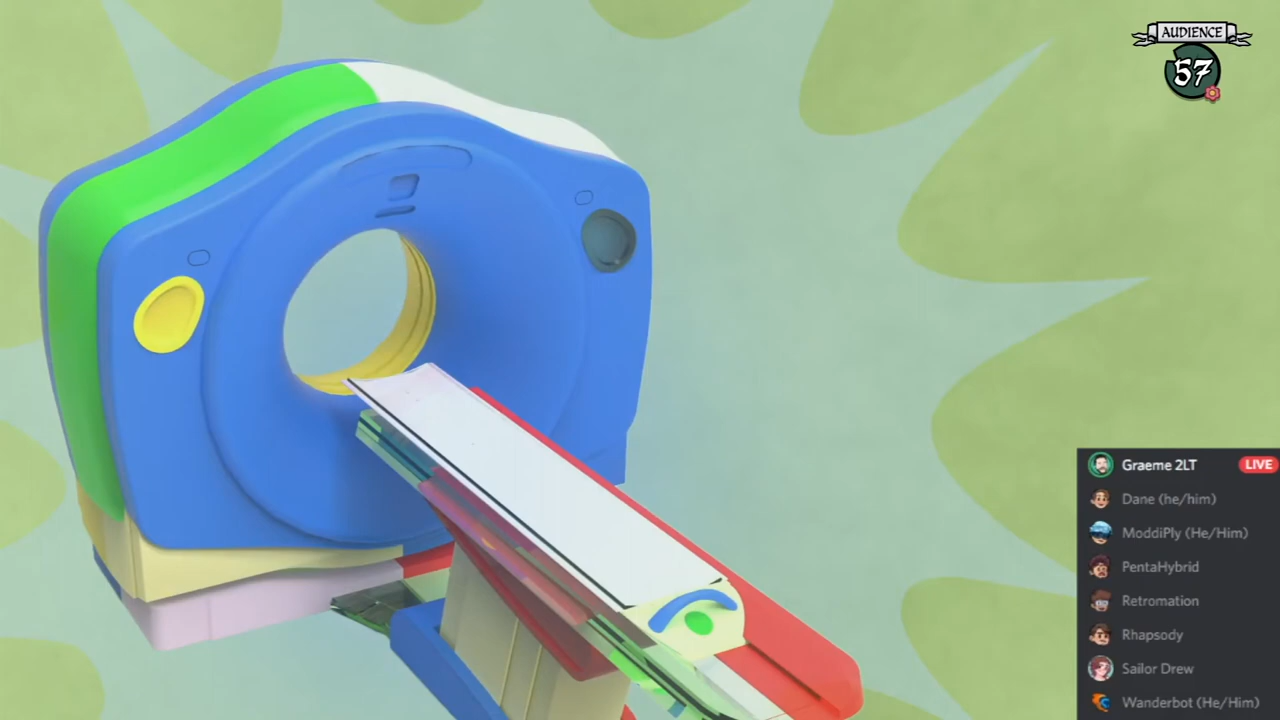 AUDIENCE
57
Graeme 2LT LIVE
Dane (he/him)
ModdiPly (He/Him)
PentaHybrid
Retromation
Rhapsody
Sailor Drew
Wanderbot (He/Him)